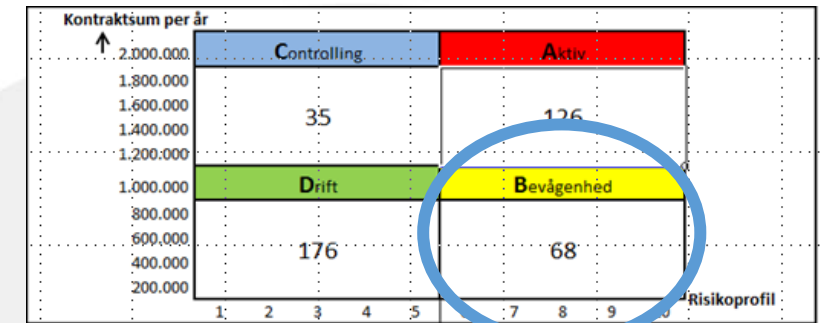 Kontraktsum per år
2.000.000 Controlling Aktiv
1.800.000
1.600.000
35 126
1.400.000
1.200.000
1.000.000 Drift Bevågenhed
800.000
600.000
176 68
400.000
200.000
Risikoprofil
1 2 3 4 5 7 8 9